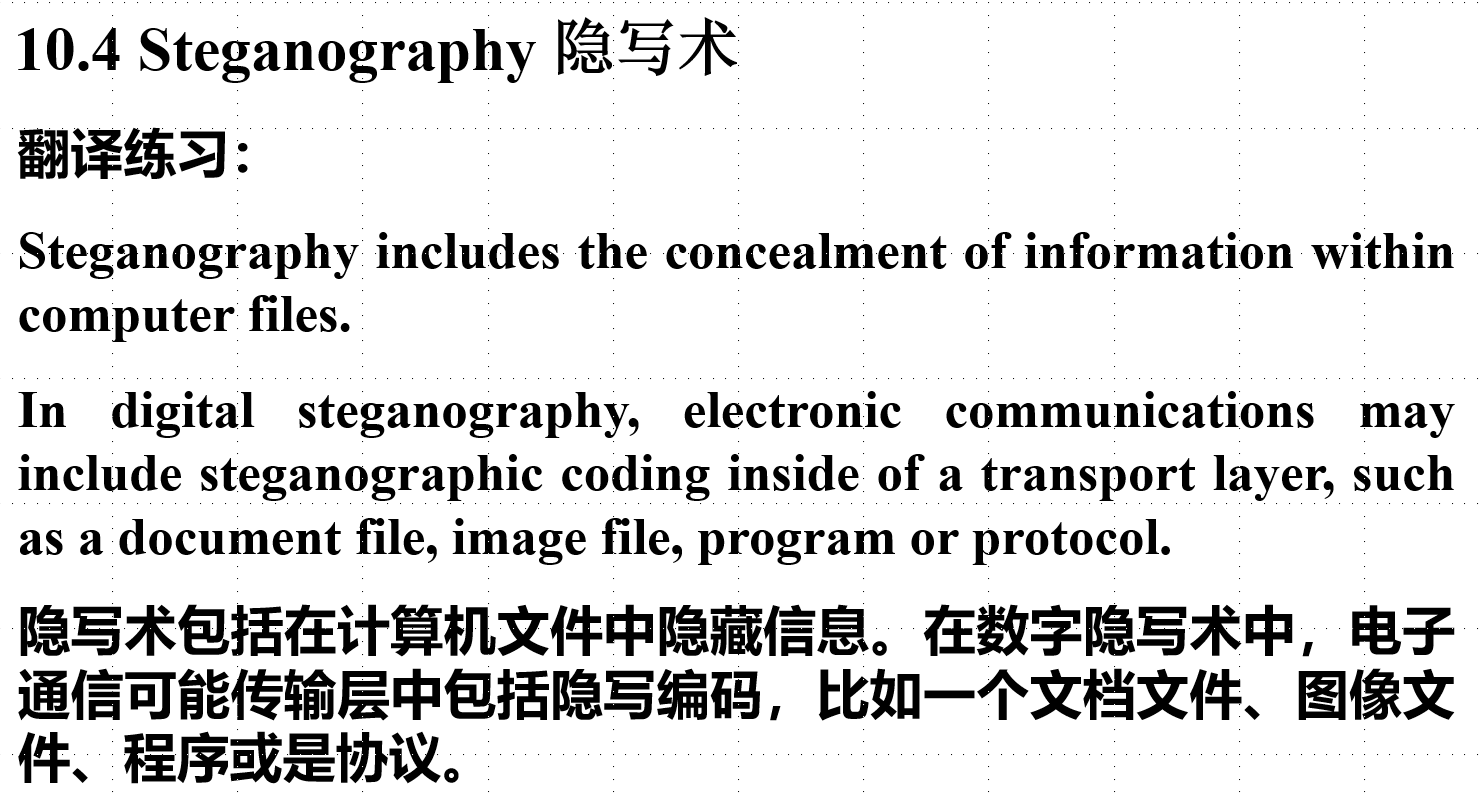 10.4 Steganography 隐写术
翻译练习：
Steganography includes the concealment of information within
computer files.
In digital steganography, electronic communications may
include steganographic coding inside of a transport layer, such
as a document file, image file, program or protocol.
隐写术包括在计算机文件中隐藏信息。在数字隐写术中，电子
通信可能传输层中包括隐写编码，比如一个文档文件、图像文
件、程序或是协议。